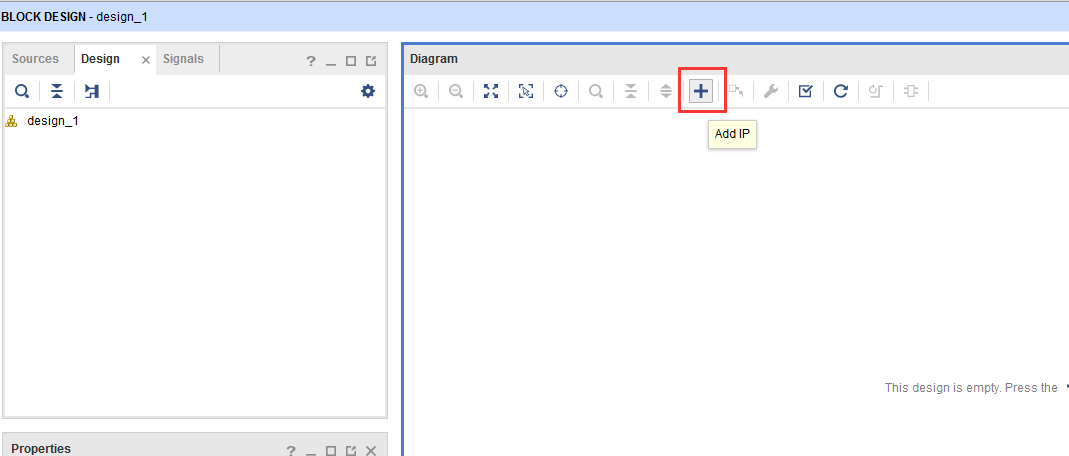 BLOCK DESIGN - design_1
Sources Design Signals
Diagram
Add IP
design_1
This design is empty. Press the
Properties